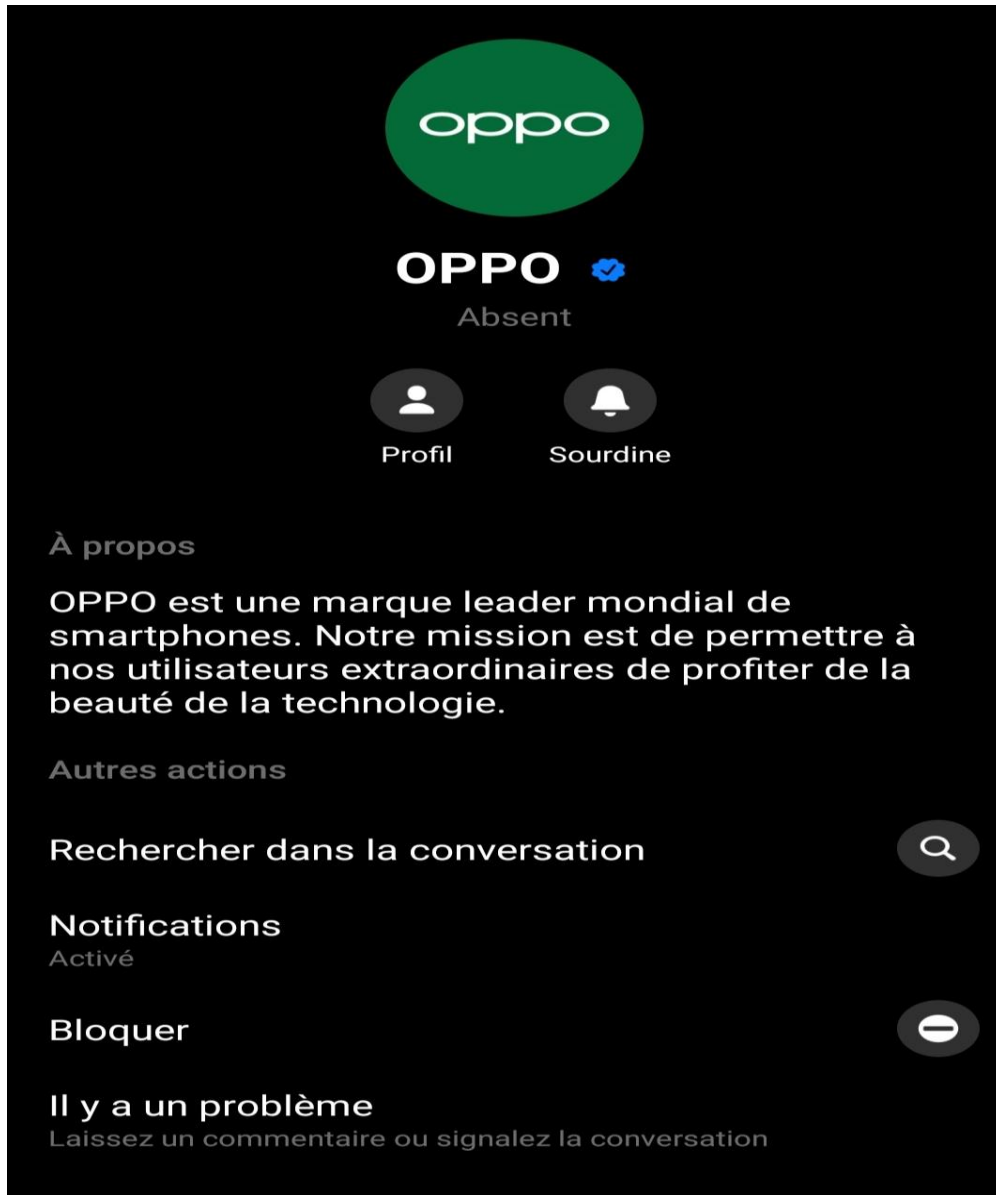 oppo
OPPO
Absent
Profil
Sourdine
À propos
OPPO est une marque leader mondial de
smartphones. Notre mission est de permettre à
nos utilisateurs extraordinaires de profiter de la
beauté de la technologie.
Autres actions
Rechercher dans la conversation
Notifications
Activé
Bloquer
Il y a un problème
Laissez un commentaire ou signalez la conversation